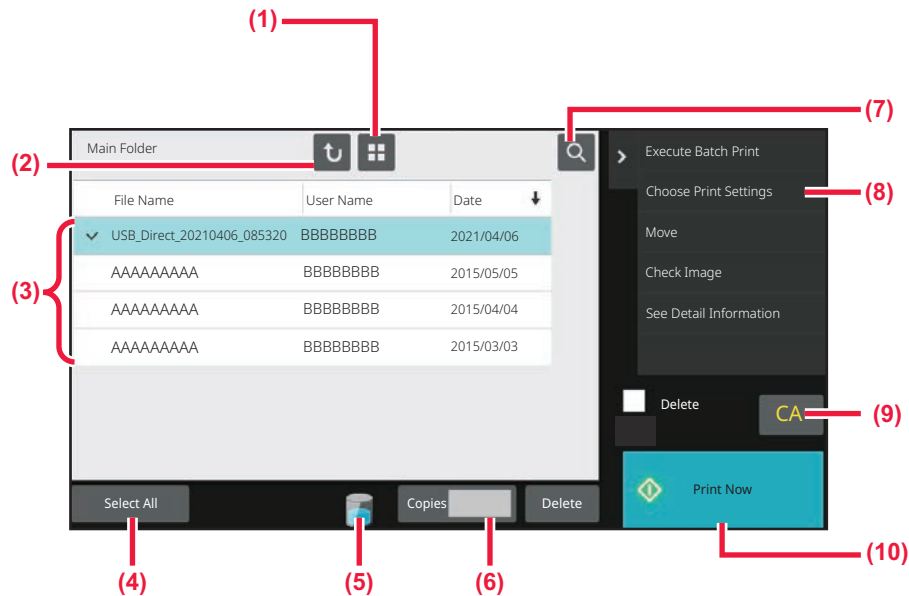 (1)
(7)
Main Folder
(2)
Execute Batch Print
File Name User Name Date
Choose Print Settings
(8)
USB_Direct_20210406_085320 BBBBBBBB 2021/04/06
Move
(3)
AAAAAAAAA BBBBBBBB 2015/05/05
Check Image
AAAAAAAAA BBBBBBBB 2015/04/04
See Detail Information
AAAAAAAAA BBBBBBBB 2015/03/03
Delete
CA
(9)
Select All
Copies
Delete
Print Now
(10)
(4)
(5)
(6)